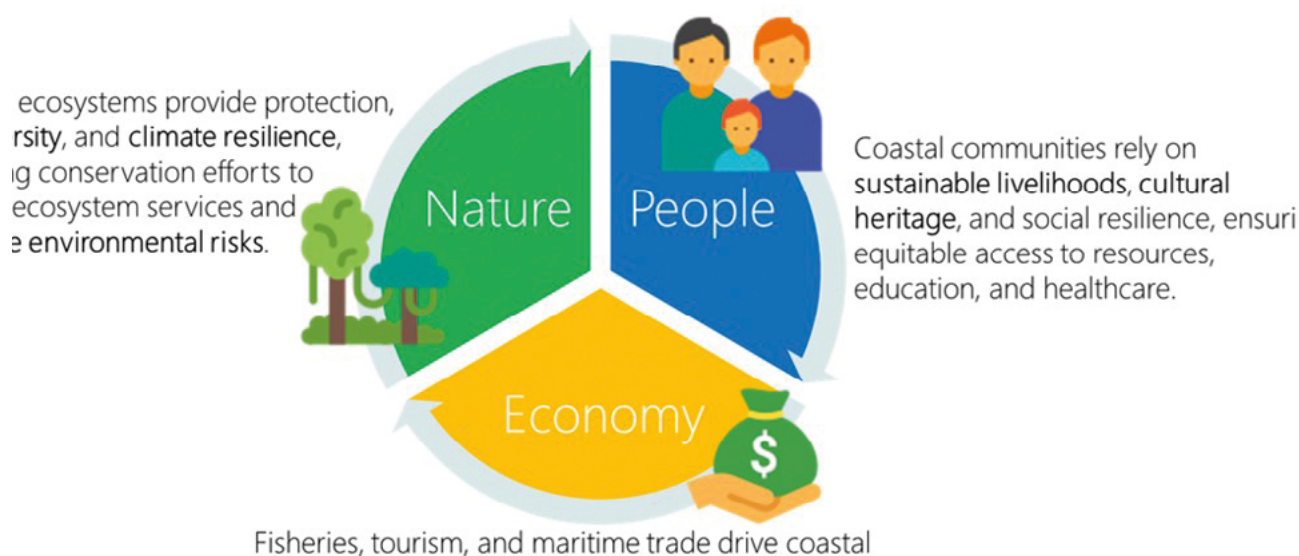 ecosystems provide protection,
rsity, and climate resilience,
g conservation efforts to
ecosystem services and
e environmental risks.
Nature
People
Coastal communities rely on
sustainable livelihoods, cultural
heritage, and social resilience, ensuri
equitable access to resources,
education, and healthcare.
Economy
$
Fisheries, tourism, and maritime trade drive coastal